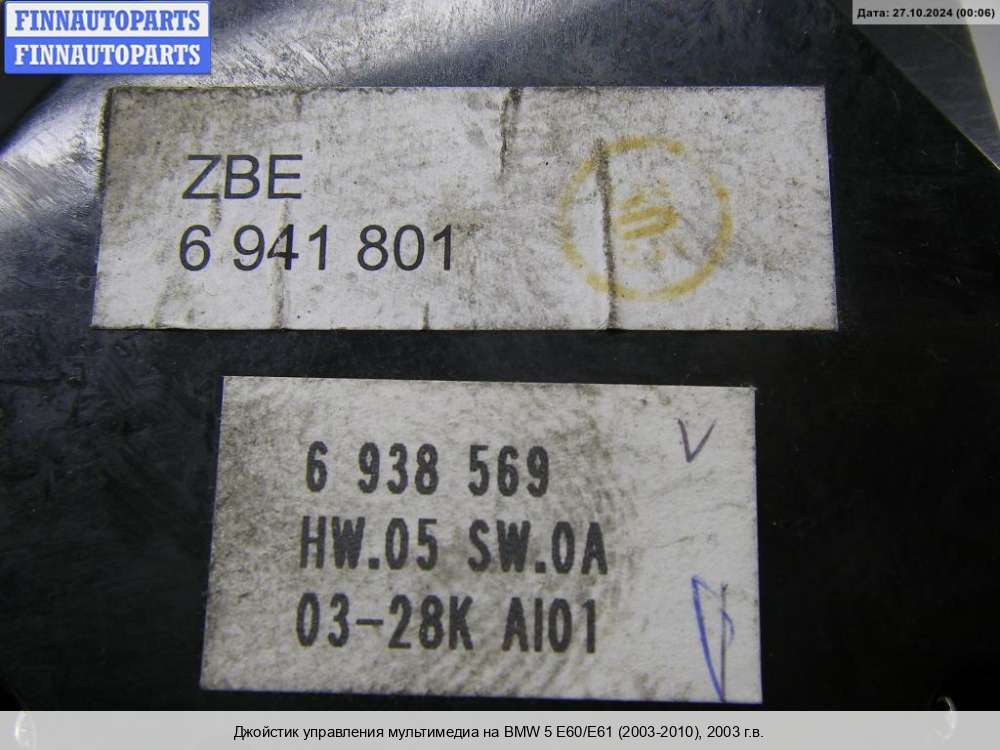 FINNAUTOPARTS
FINNAUTOPARTS
Дата: 27.10.2024 (00:06)
ZBE
6 941 801
6 938 569
HW.05 SW.0A
03-28K AI01
Джойстик управления мультимедиа на BMW 5 E60/E61 (2003-2010), 2003 г.в.